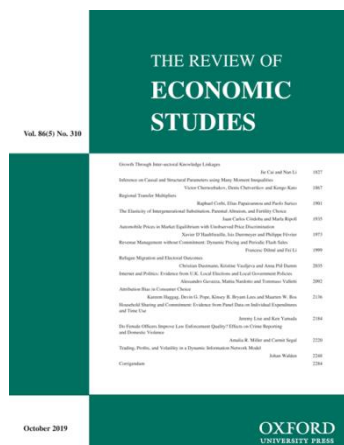 THE REVIEW OF
ECONOMIC
STUDIES
Vol. 86(5) No. 310
Growth Through Inter-sectoral Knowledge Linkages
Jie Cai and Nan Li 1827
Inference on Causal and Structural Parameters using Many Moment Inequalities
Victor Chernozhukov, Denis Chetverikov and Kengo Kato 1867
Regional Transfer Multipliers
Raphael Corbi, Elias Papaioannou and Paolo Surico 1901
The Elasticity of Intergenerational Substitution, Parental Altruism, and Fertility Choice
Juan Carlos Córdoba and Marla Ripoll 1935
Automobile Prices in Market Equilibrium with Unobserved Price Discrimination
Xavier D'Haultfœuille, Isis Durrmeyer and Philippe Février 1973
Revenue Management without Commitment: Dynamic Pricing and Periodic Flash Sales
Francesc Dilmé and Fei Li 1999
Refugee Migration and Electoral Outcomes
Christian Dustmann, Kristine Vasiljeva and Anna Piil Damm 2035
Internet and Politics: Evidence from U.K. Local Elections and Local Government Policies
Alessandro Gavazza, Mattia Nardotto and Tommaso Valletti 2092
Attribution Bias in Consumer Choice
Kareem Haggag, Devin G. Pope, Kinsey B. Bryant-Lees and Maarten W. Bos 2136
Household Sharing and Commitment: Evidence from Panel Data on Individual Expenditures
and Time Use
Jeremy Lise and Ken Yamada 2184
Do Female Officers Improve Law Enforcement Quality? Effects on Crime Reporting
and Domestic Violence
Amalia R. Miller and Carmit Segal 2220
Trading, Profits, and Volatility in a Dynamic Information Network Model
Johan Walden 2248
Corrigendum 2284
October 2019
OXFORD
UNIVERSITY PRESS